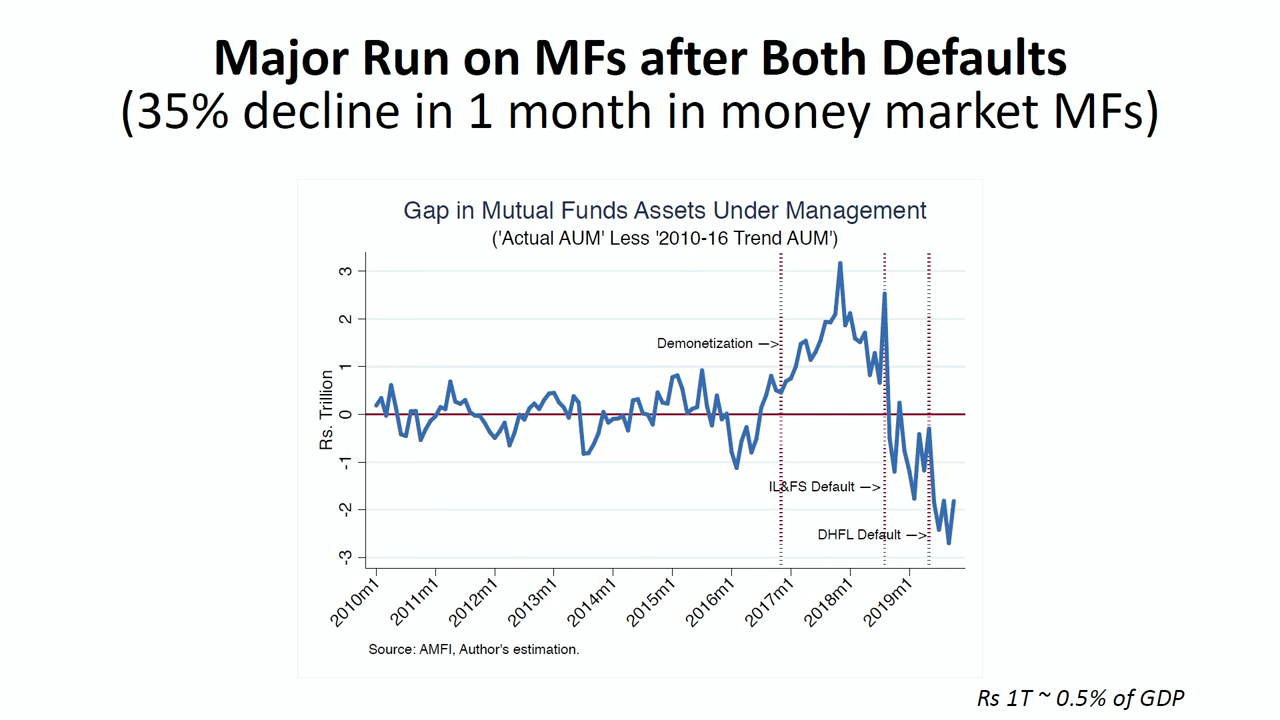 Major Run on MFs after Both Defaults
(35% decline in 1 month in money market MFs)
Gap in Mutual Funds Assets Under Management
('Actual AUM' Less '2010-16 Trend AUM')
Rs. Trillion
3
2
1
0
-1
-2
-3
Demonetization —>
IL&FS Default —>
DHFL Default —>
2010m1
2011m1
2012m1
2013m1
2014m1
2015m1
2016m1
2017m1
2018m1
2019m1
Source: AMFI, Author's estimation.
Rs 1T ~ 0.5% of GDP